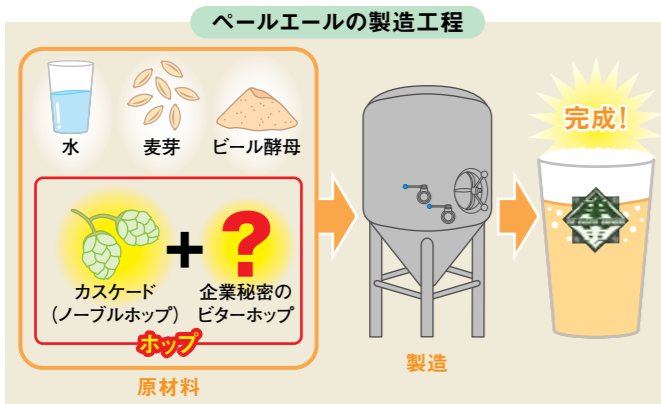 ペールエールの製造工程
水
麦芽
ビール酵母
カスケード
(ノーブルホップ)
+
?
企業秘密の
ビターホップ
ホップ
原材料
製造
完成!